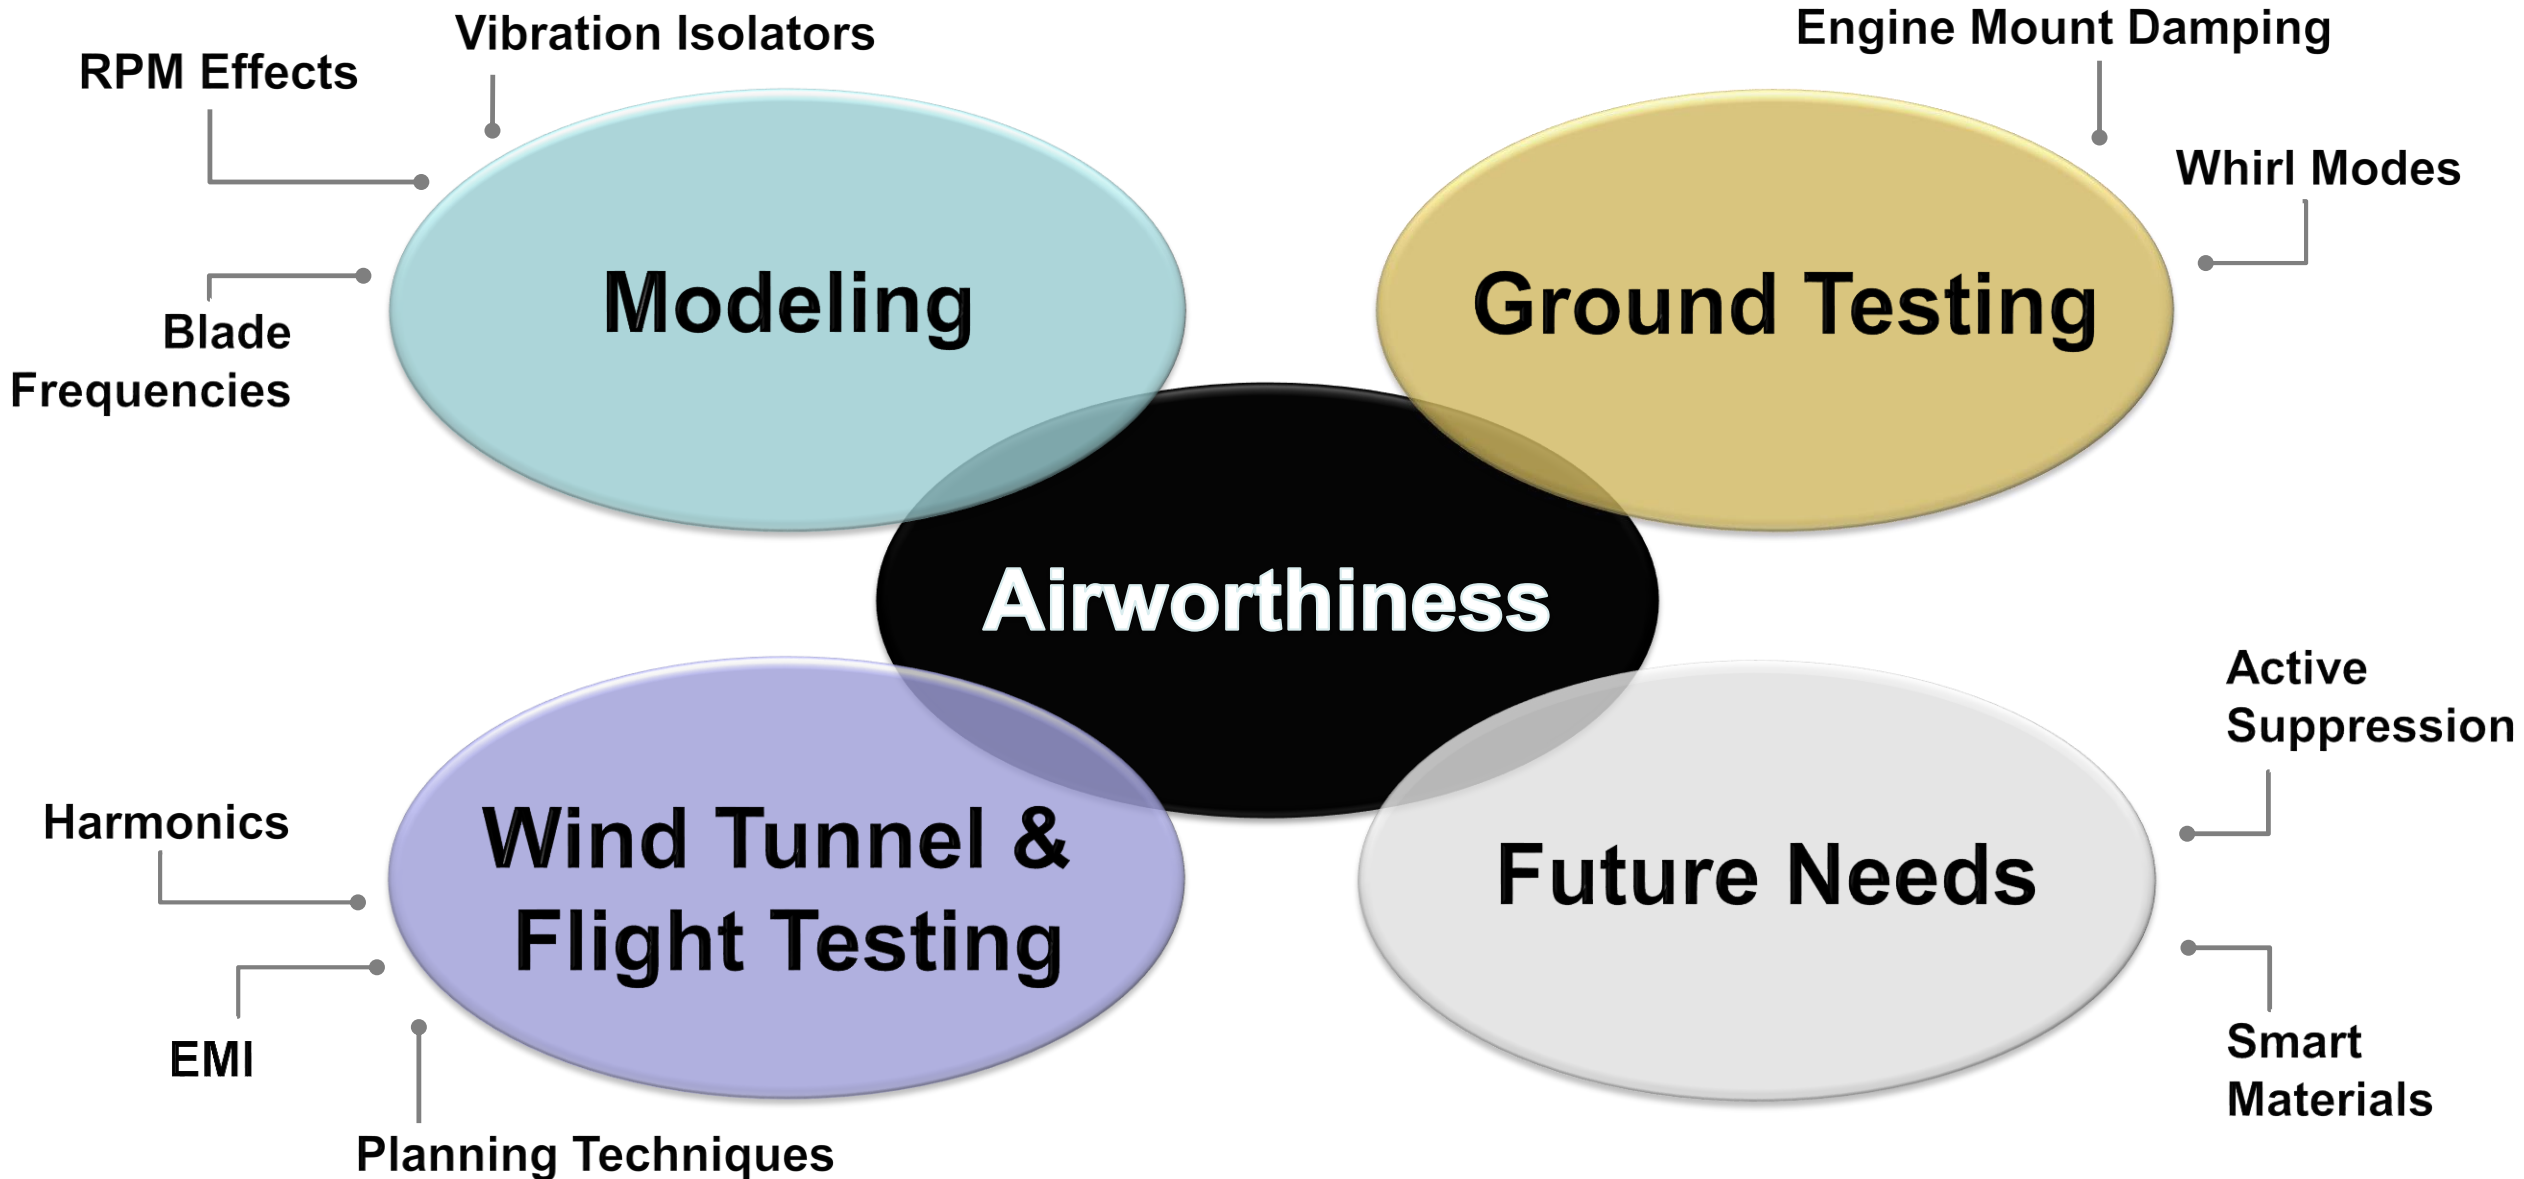 Vibration Isolators
RPM Effects
Blade
Frequencies
Modeling
Engine Mount Damping
Whirl Modes
Ground Testing
Airworthiness
Harmonics
EMI
Planning Techniques
Wind Tunnel &
Flight Testing
Active
Suppression
Future Needs
Smart
Materials